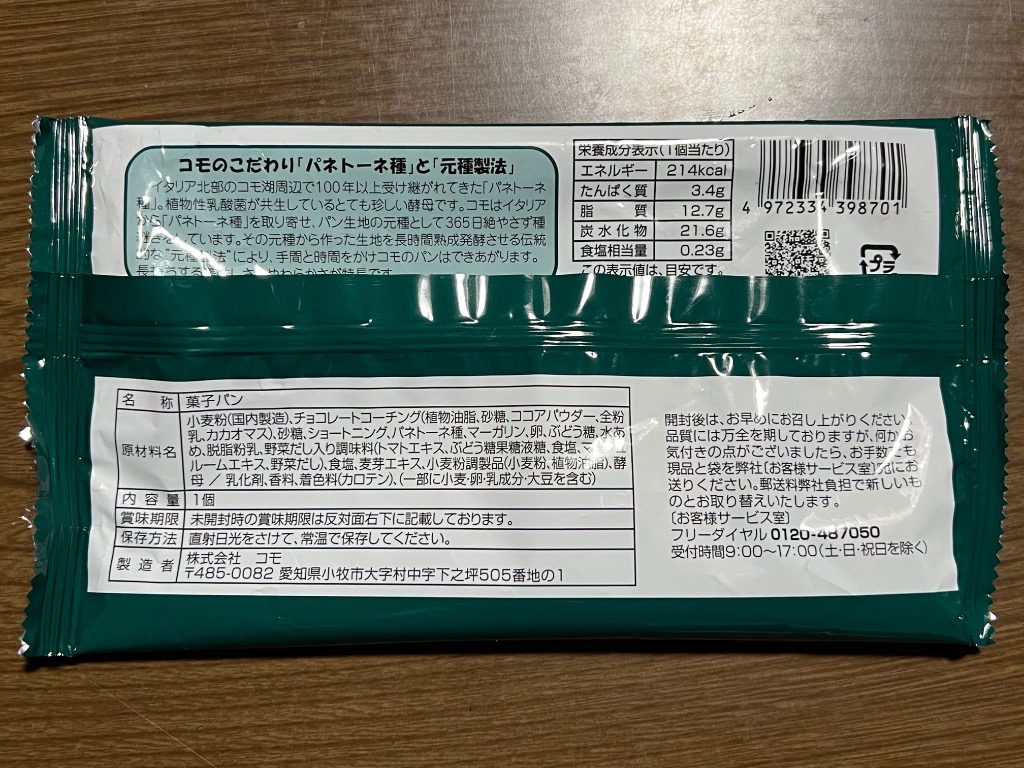 コモのこだわり「パネトーネ種」と「元種製法」
イタリア北部のコモ湖周辺で100年以上受け継がれてきた「パネトーネ
種」。植物性乳酸菌が共生しているとても珍しい酵母です。コモはイタリア
から「パネトーネ種」を取り寄せ、パン生地の元種として365日絶やさず種
ています。その元種から作った生地を長時間熟成発酵させる伝統
的な"元種製法"により、手間と時間をかけコモのパンはできあがります。
栄養成分表示(1個当たり)
エネルギー 214kcal
たんぱく質 3.4g
脂質 12.7g
炭水化物 21.6g
食塩相当量 0.23g
この表示値は、目安です。
4 972334 398701
プラ
名称 菓子パン
原材料名 小麦粉(国内製造)、チョコレートコーチング(植物油脂、砂糖、ココアパウダー、全粉
乳、カカオマス)、砂糖、ショートニング、パネトーネ種、マーガリン、卵、ぶどう糖、水あ
め、脱脂粉乳、野菜だし入り調味料(トマトエキス、ぶどう糖果糖液糖、食塩、マッシュ
ルームエキス、野菜だし)、食塩、麦芽エキス、小麦粉調製品(小麦粉、植物油脂)、酵
母／乳化剤、香料、着色料(カロテン)、(一部に小麦・卵・乳成分・大豆を含む)
内容量 1個
賞味期限 未開封時の賞味期限は反対面右下に記載しております。
保存方法 直射日光をさけて、常温で保存してください。
製造者 株式会社 コモ
〒485-0082 愛知県小牧市大字村中字下之坪505番地の1
開封後は、お早めにお召し上がりください。
品質には万全を期しておりますが、何か
気付きの点がございましたら、お手数でも
現品と袋を弊社〔お客様サービス室〕宛にお
送りください。郵送料弊社負担で新しいも
のとお取り替えいたします。
〔お客様サービス室〕
フリーダイヤル 0120-487050
受付時間9:00〜17:00(土・日・祝日を除く)